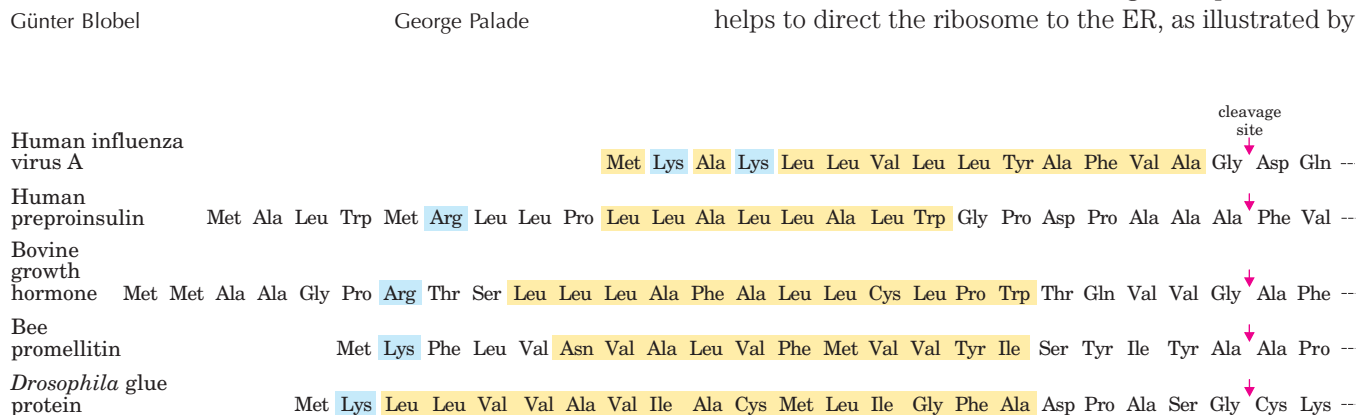 Günter Blobel George Palade helps to direct the ribosome to the ER, as illustrated by
cleavage
site
Human influenza
virus A Met Lys Ala Lys Leu Leu Val Leu Leu Tyr Ala Phe Val Ala Gly Asp Gln --
Human
preproinsulin Met Ala Leu Trp Met Arg Leu Leu Pro Leu Leu Ala Leu Leu Ala Leu Trp Gly Pro Asp Pro Ala Ala Ala Phe Val --
Bovine
growth
hormone Met Met Ala Ala Gly Pro Arg Thr Ser Leu Leu Leu Ala Phe Ala Leu Leu Cys Leu Pro Trp Thr Gln Val Val Gly Ala Phe --
Bee
promellitin Met Lys Phe Leu Val Asn Val Ala Leu Val Phe Met Val Val Tyr Ile Ser Tyr Ile Tyr Ala Ala Pro --
Drosophila glue
protein Met Lys Leu Leu Val Val Ala Val Ile Ala Cys Met Leu Ile Gly Phe Ala Asp Pro Ala Ser Gly Cys Lys --